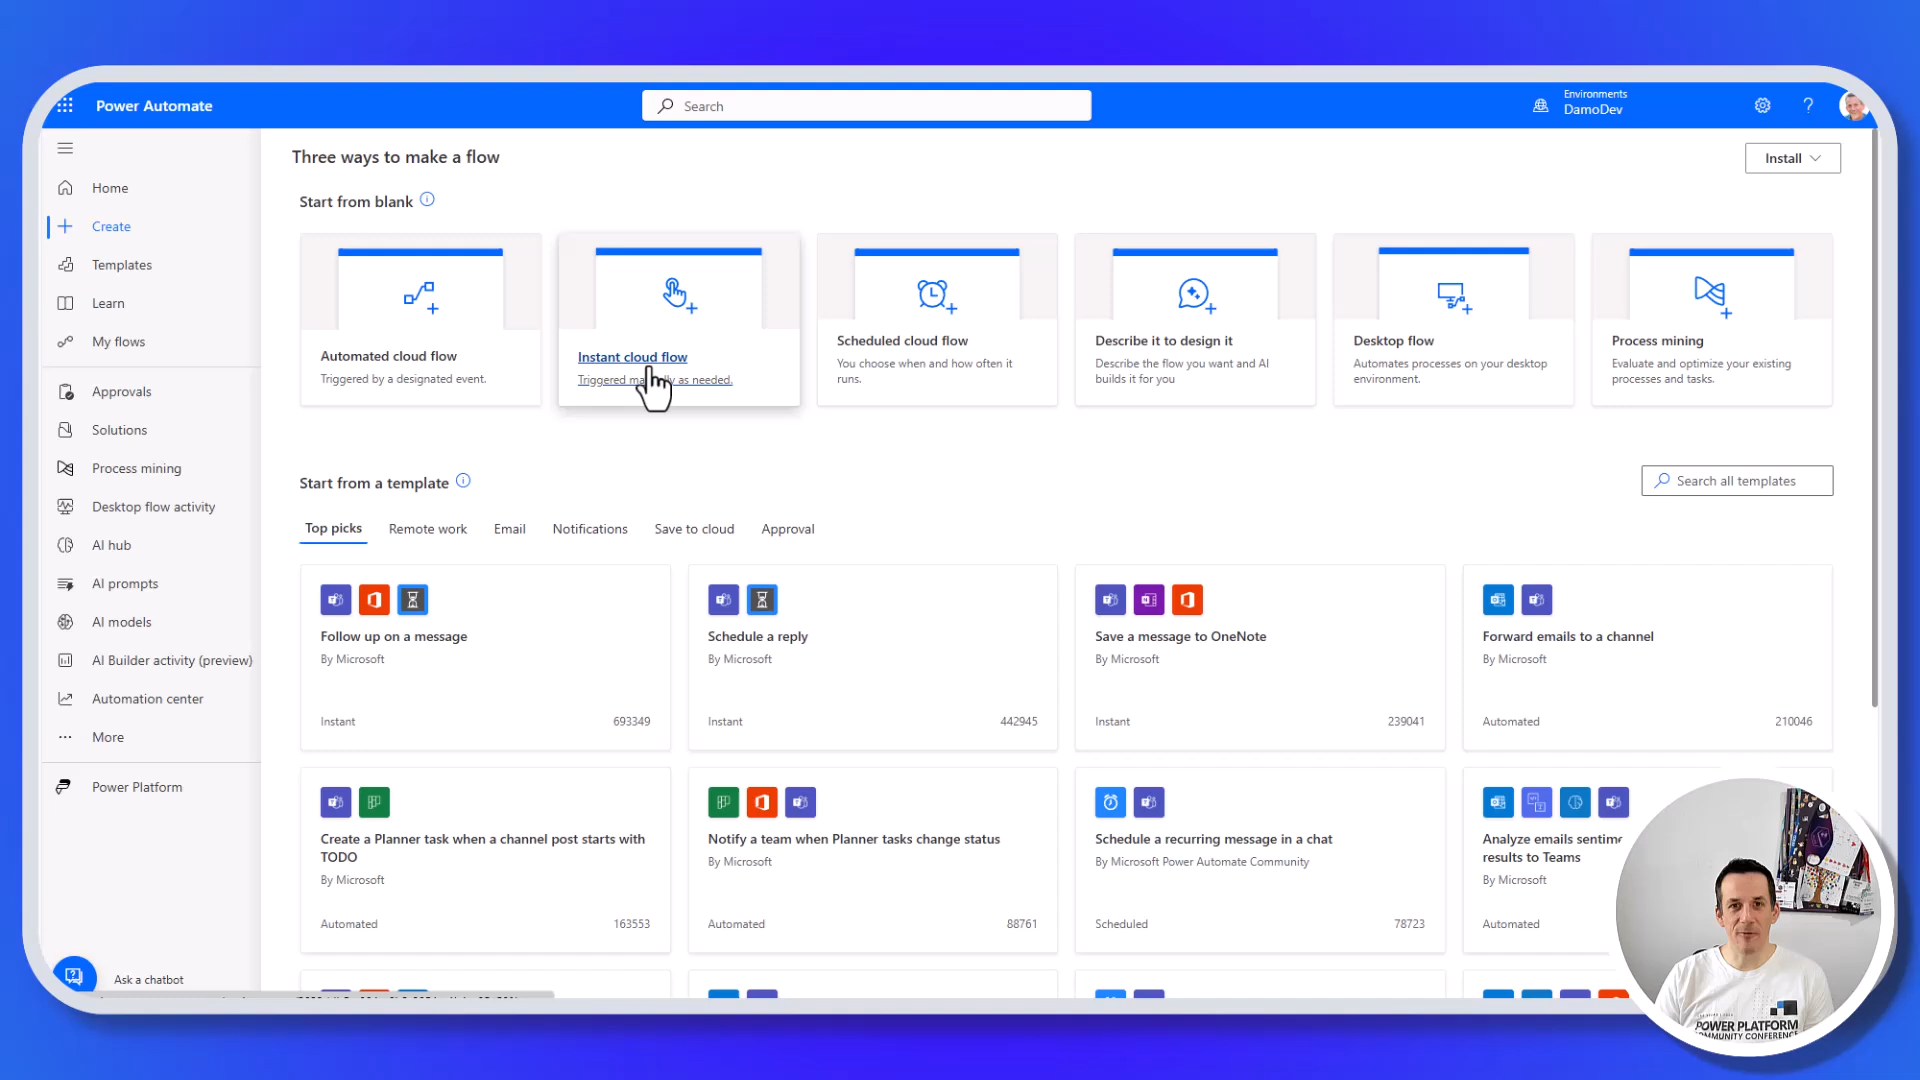 Power Automate
Search
Environments
DamoDev
Home
Create
Templates
Learn
My flows
Approvals
Solutions
Process mining
Desktop flow activity
AI hub
AI prompts
AI models
AI Builder activity (preview)
Automation center
More
Power Platform
Ask a chatbot
Three ways to make a flow
Install
Start from blank
Automated cloud flow
Triggered by a designated event.
Instant cloud flow
Triggered as needed.
Scheduled cloud flow
You choose when and how often it
runs.
Describe it to design it
Describe the flow you want and AI
builds it for you
Desktop flow
Automates processes on your desktop
environment.
Process mining
Evaluate and optimize your existing
processes and tasks.
Start from a template
Search all templates
Top picks
Remote work
Email
Notifications
Save to cloud
Approval
Follow up on a message
By Microsoft
Instant
693349
Schedule a reply
By Microsoft
Instant
442945
Save a message to OneNote
By Microsoft
Instant
239041
Forward emails to a channel
By Microsoft
Automated
210046
Create a Planner task when a channel post starts with
TODO
By Microsoft
Automated
163553
Notify a team when Planner tasks change status
By Microsoft
Automated
88761
Schedule a recurring message in a chat
By Microsoft Power Automate Community
Scheduled
78723
Analyze emails
results to Teams
By Microsoft
Automated
POWER PLATFORM
COMMUNITY CONFERENCE